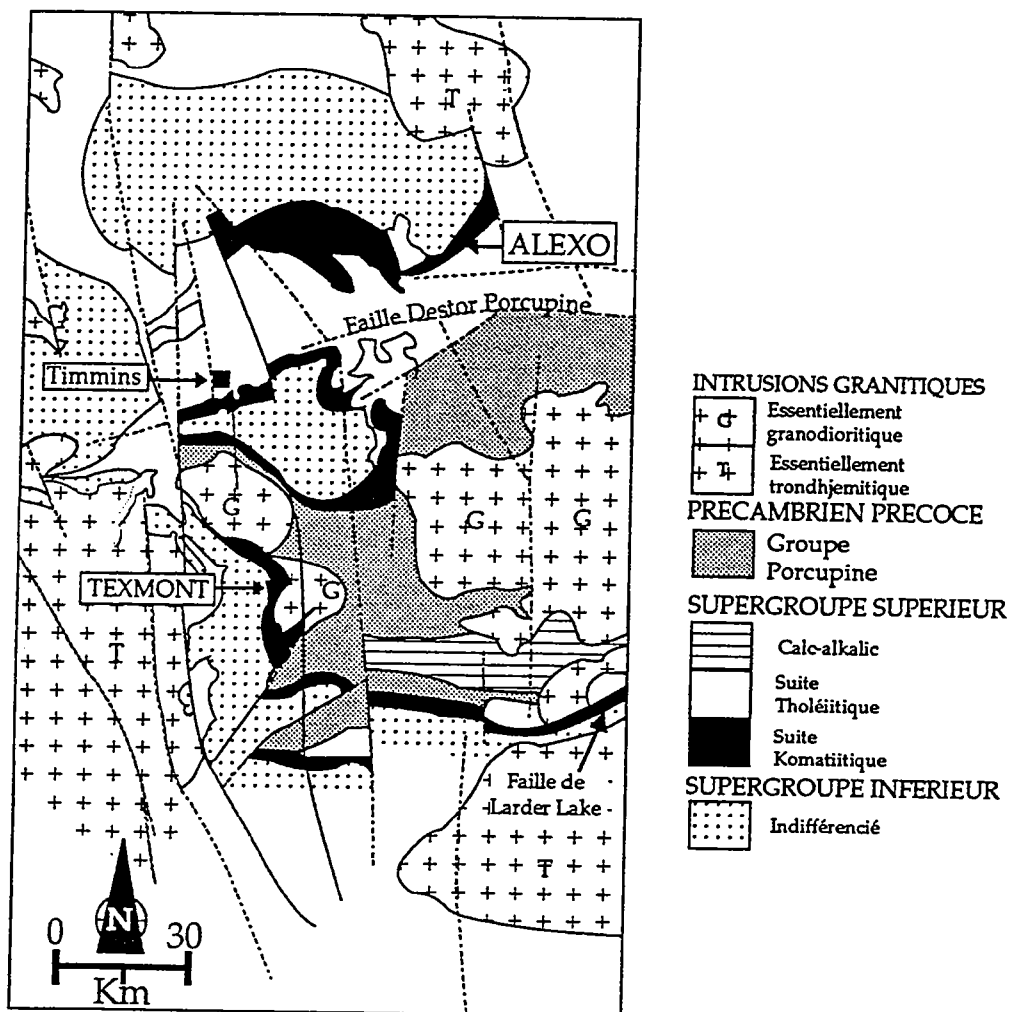 T
ALEXO
Faille Destor Porcupine
Timmins
G
G
G
TEXMONT
G
T
Faille de
Larder Lake
T
N
0 30
Km
INTRUSIONS GRANITIQUES
G Essentiellement
granodioritique
T Essentiellement
trondhjemitique
PRECAMBRIEN PRECOCE
Groupe
Porcupine
SUPERGROUPE SUPERIEUR
Calc-alkalic
Suite
Tholéiitique
Suite
Komatiitique
SUPERGROUPE INFERIEUR
Indifférencié